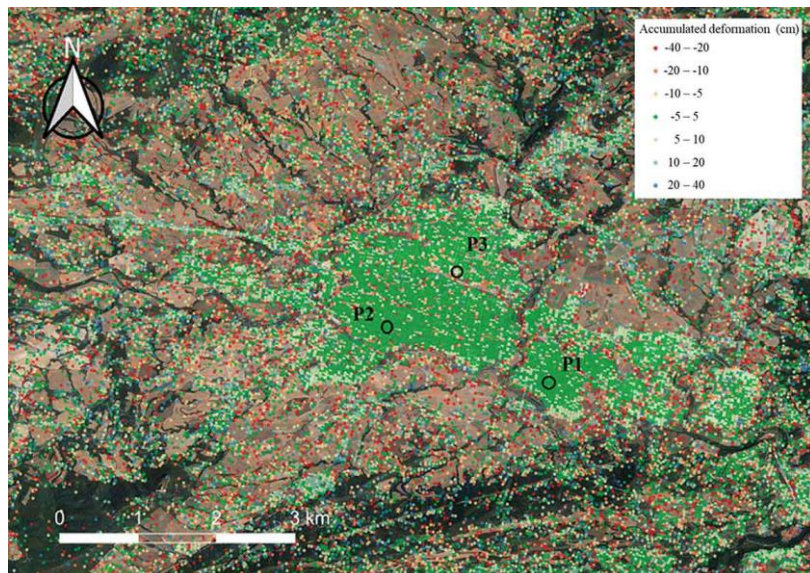 N
Accumulated deformation (cm)
-40 – -20
-20 – -10
-10 – -5
-5 – 5
5 – 10
10 – 20
20 – 40
P3
P2
P1
0 1 2 3 km